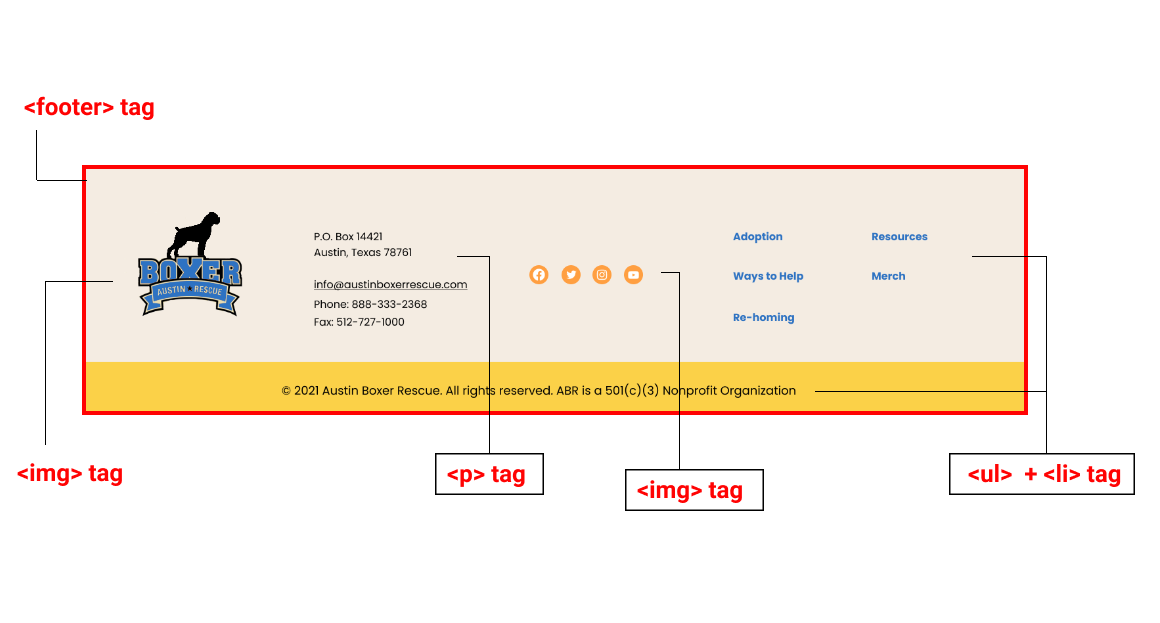 <footer> tag
BOXER
AUSTIN ★ RESCUE
P.O. Box 14421
Austin, Texas 78761
info@austinboxerrescue.com
Phone: 888-333-2368
Fax: 512-727-1000
Adoption
Resources
Ways to Help
Merch
Re-homing
© 2021 Austin Boxer Rescue. All rights reserved. ABR is a 501(c)(3) Nonprofit Organization
<img> tag
<p> tag
<img> tag
<ul> + <li> tag